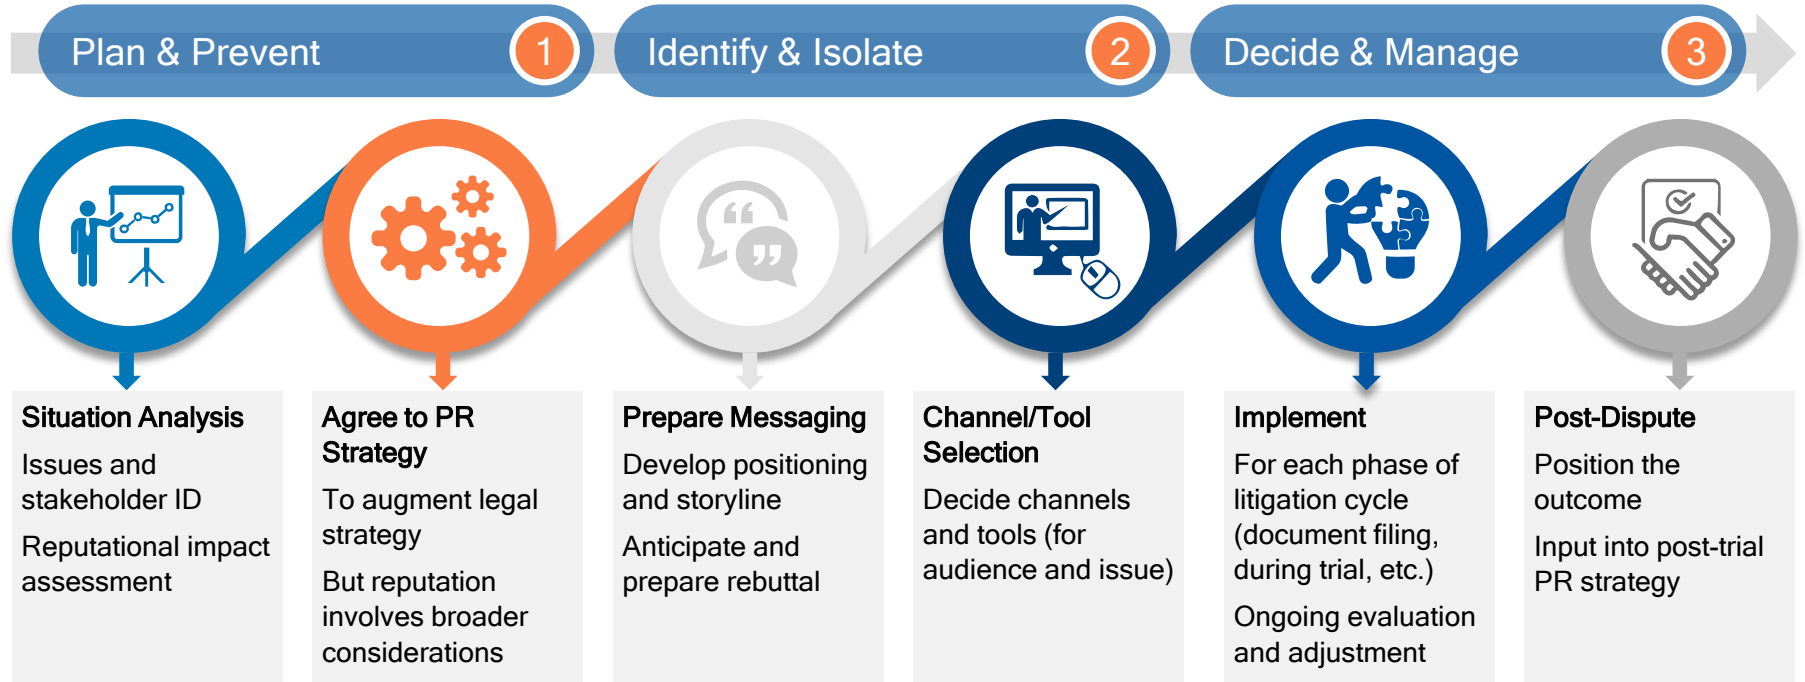 Plan & Prevent
1
Identify & Isolate
2
Decide & Manage
3
Situation Analysis
Issues and
stakeholder ID
Reputational impact
assessment
Agree to PR
Strategy
To augment legal
strategy
But reputation
involves broader
considerations
Prepare Messaging
Develop positioning
and storyline
Anticipate and
prepare rebuttal
Channel/Tool
Selection
Decide channels
and tools (for
audience and issue)
Implement
For each phase of
litigation cycle
(document filing,
during trial, etc.)
Ongoing evaluation
and adjustment
Post-Dispute
Position the
outcome
Input into post-trial
PR strategy